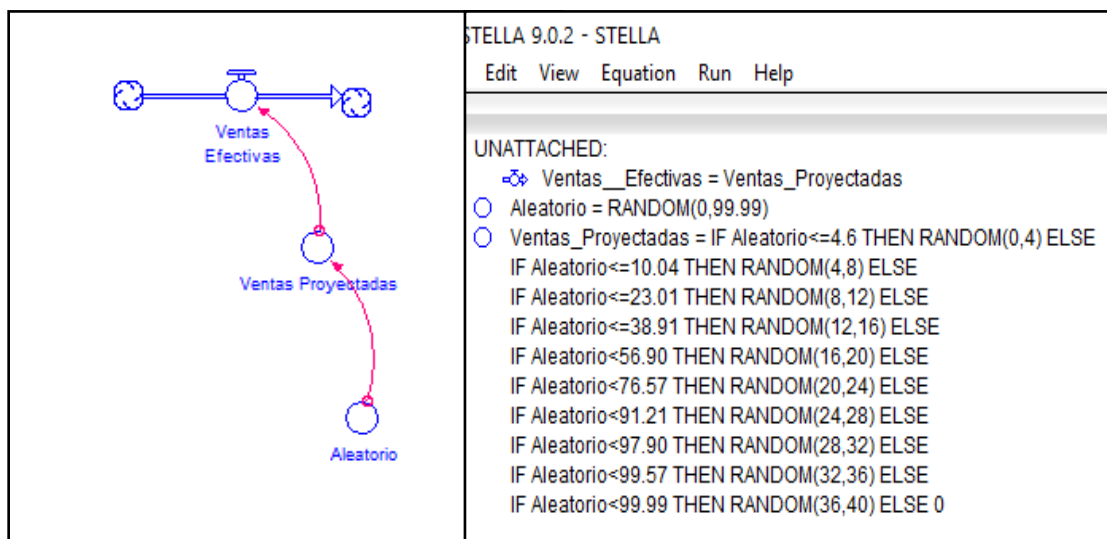 Ventas
Efectivas
Ventas Proyectadas
Aleatorio
STELLA 9.0.2 - STELLA
Edit View Equation Run Help
UNATTACHED:
Ventas__Efectivas = Ventas_Proyectadas
Aleatorio = RANDOM(0,99.99)
Ventas_Proyectadas = IF Aleatorio<=4.6 THEN RANDOM(0,4) ELSE
IF Aleatorio<=10.04 THEN RANDOM(4,8) ELSE
IF Aleatorio<=23.01 THEN RANDOM(8,12) ELSE
IF Aleatorio<=38.91 THEN RANDOM(12,16) ELSE
IF Aleatorio<56.90 THEN RANDOM(16,20) ELSE
IF Aleatorio<76.57 THEN RANDOM(20,24) ELSE
IF Aleatorio<91.21 THEN RANDOM(24,28) ELSE
IF Aleatorio<97.90 THEN RANDOM(28,32) ELSE
IF Aleatorio<99.57 THEN RANDOM(32,36) ELSE
IF Aleatorio<99.99 THEN RANDOM(36,40) ELSE 0